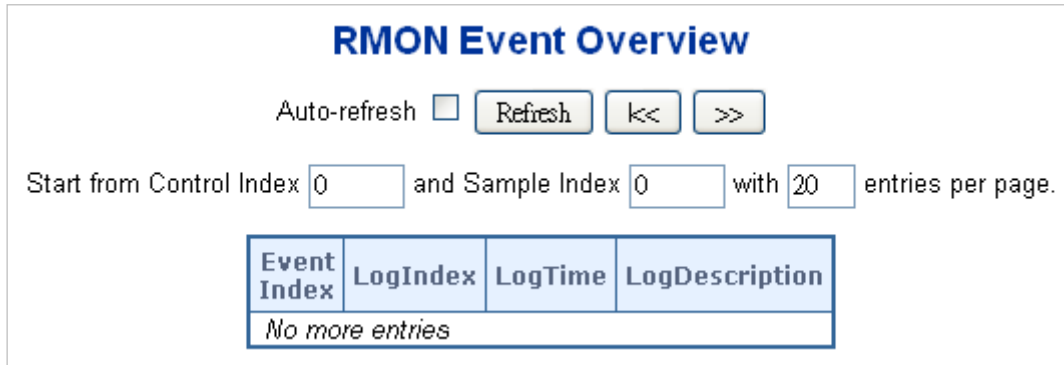 RMON Event Overview
Auto-refresh Refresh |<< >>
Start from Control Index 0 and Sample Index 0 with 20 entries per page.
Event Index LogIndex LogTime LogDescription
No more entries